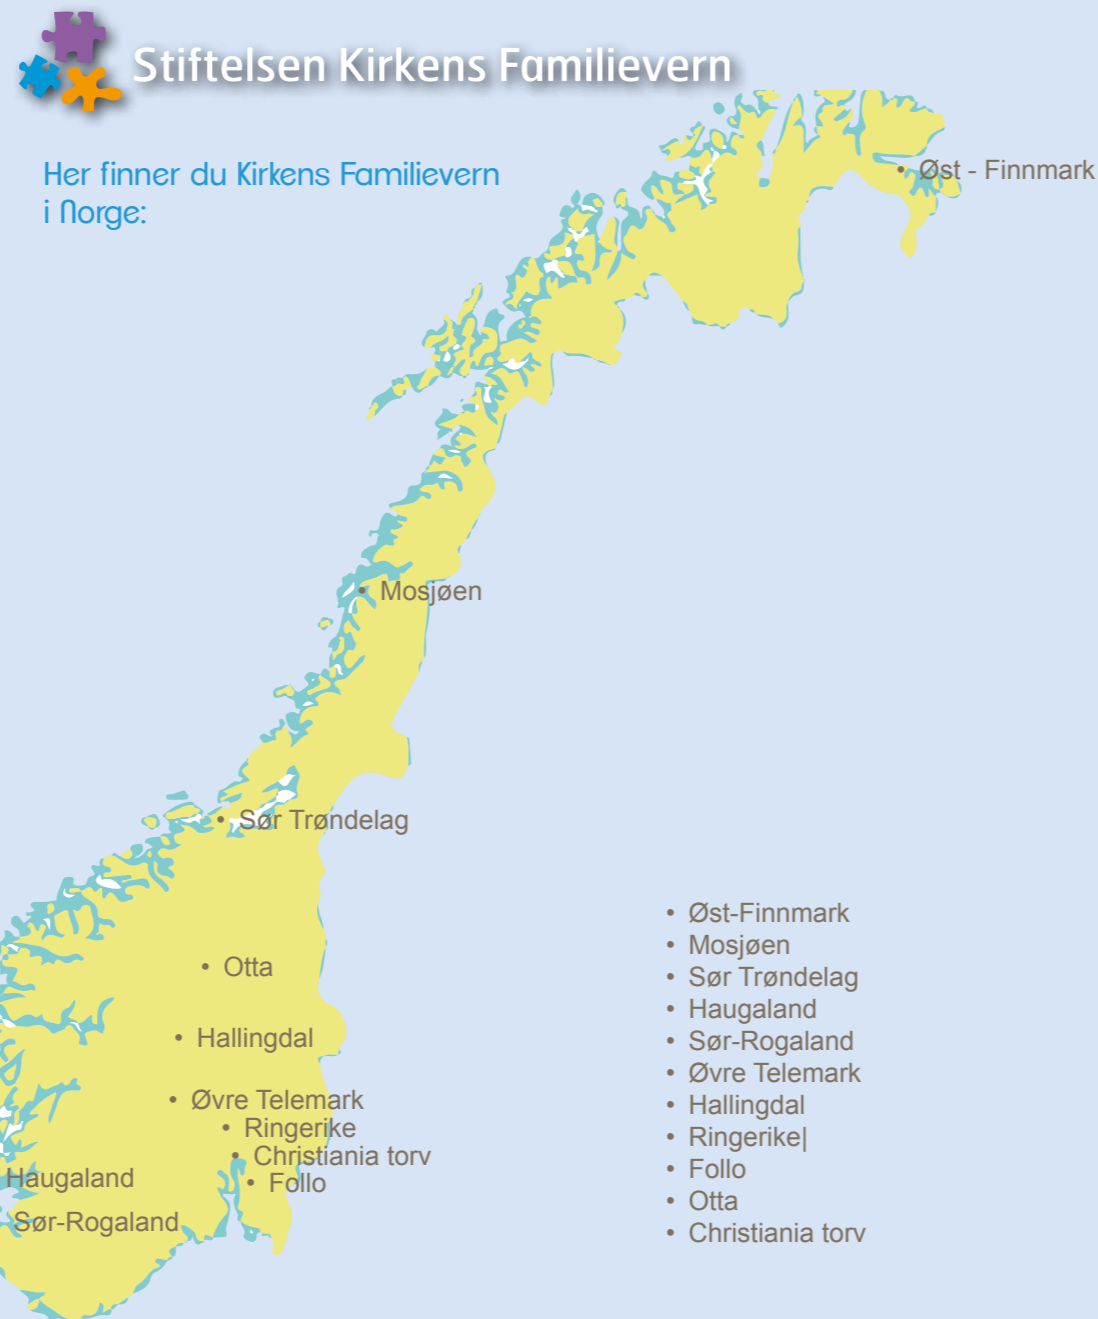 Stiftelsen Kirkens Familievern
Her finner du Kirkens Familievern
i Norge:
• Øst - Finnmark
• Mosjøen
• Sør Trøndelag
• Otta
• Hallingdal
• Øvre Telemark
• Ringerike
• Christiania torv
• Follo
Haugaland
Sør-Rogaland
• Øst-Finnmark
• Mosjøen
• Sør Trøndelag
• Haugaland
• Sør-Rogaland
• Øvre Telemark
• Hallingdal
• Ringerike|
• Follo
• Otta
• Christiania torv